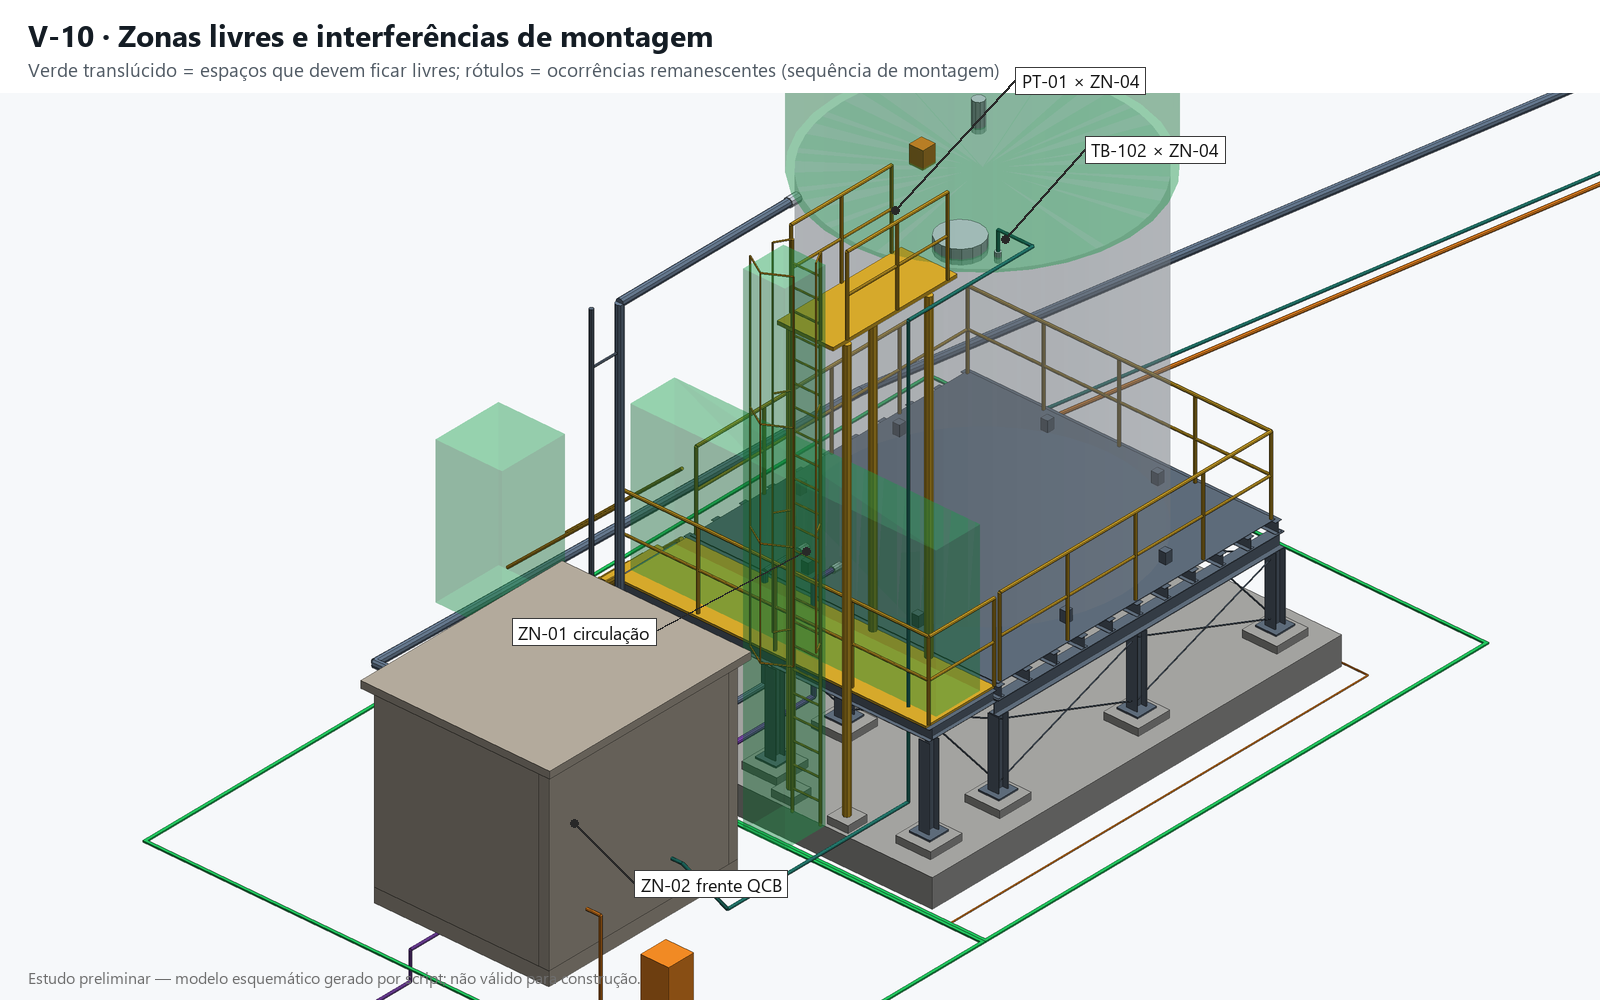 V-10 · Zonas livres e interferências de montagem
Verde translúcido = espaços que devem ficar livres; rótulos = ocorrências remanescentes (sequência de montagem)
PT-01 × ZN-04
TB-102 × ZN-04
ZN-01 circulação
ZN-02 frente QCB
Estudo preliminar — modelo esquemático gerado por script; não válido para construção.